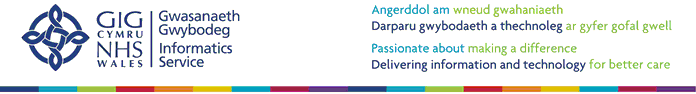 GIG
CYMRU
NHS
WALES
Gwasanaeth
Gwybodeg
Informatics
Service
Angerddol am wneud gwahaniaeth
Darparu gwybodaeth a thechnoleg ar gyfer gofal gwell
Passionate about making a difference
Delivering information and technology for better care